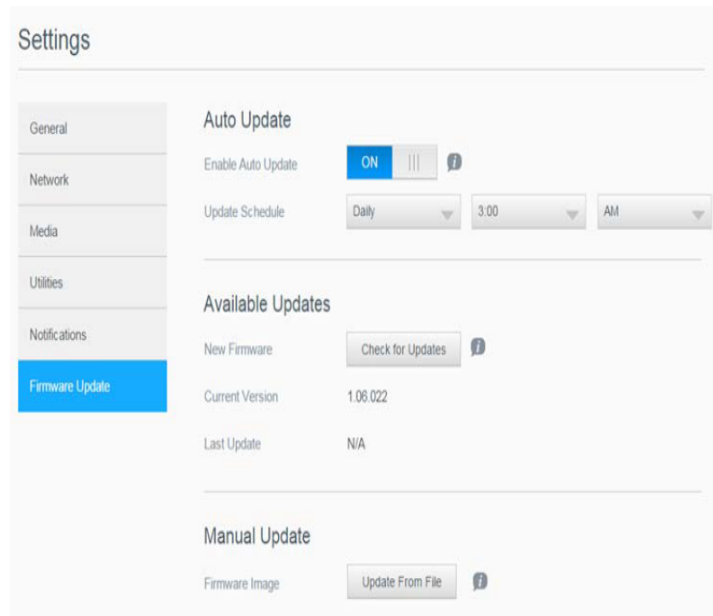 Settings
General
Network
Media
Utilities
Notifications
Firmware Update
Auto Update
Enable Auto Update ON
Update Schedule Daily 3:00 AM
Available Updates
New Firmware Check for Updates
Current Version 1.06.022
Last Update N/A
Manual Update
Firmware Image Update From File